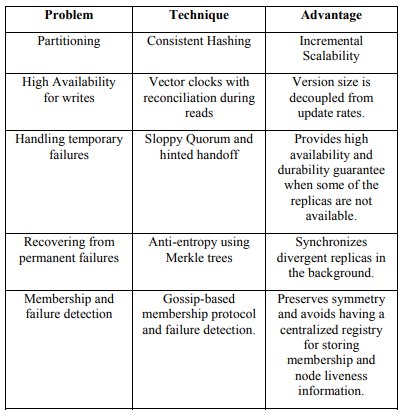 Problem Technique Advantage
Partitioning Consistent Hashing Incremental
Scalability
High Availability Vector clocks with Version size is
for writes reconciliation during decoupled from
reads update rates.
Handling temporary Sloppy Quorum and Provides high
failures hinted handoff availability and
durability guarantee
when some of the
replicas are not
available.
Recovering from Anti-entropy using Synchronizes
permanent failures Merkle trees divergent replicas in
the background.
Membership and Gossip-based Preserves symmetry
failure detection membership protocol and avoids having a
and failure detection. centralized registry
for storing
membership and
node liveness
information.